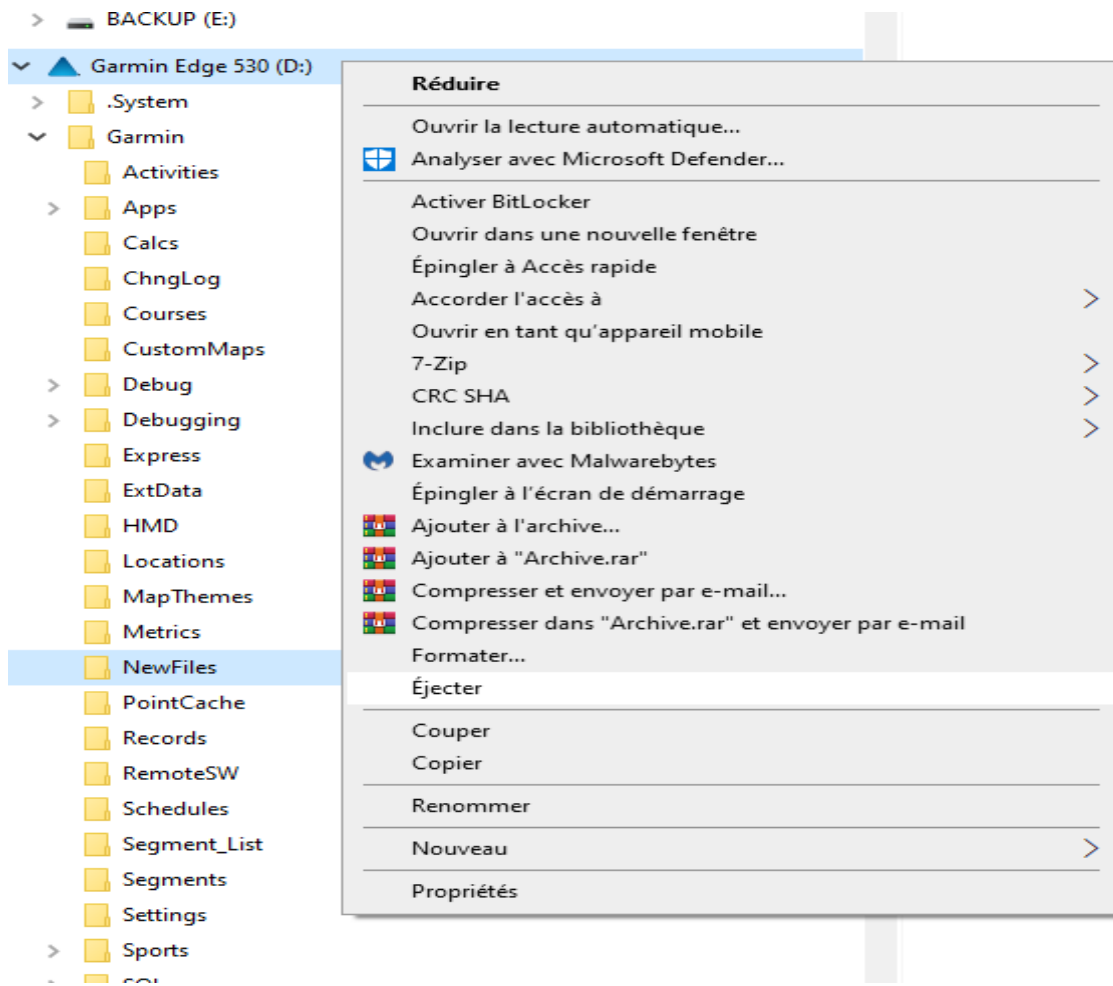 BACKUP (E:)
Garmin Edge 530 (D:)
.System
Garmin
Activities
Apps
Calcs
ChngLog
Courses
CustomMaps
Debug
Debugging
Express
ExtData
HMD
Locations
MapThemes
Metrics
NewFiles
PointCache
Records
RemoteSW
Schedules
Segment_List
Segments
Settings
Sports
Réduire
Ouvrir la lecture automatique...
Analyser avec Microsoft Defender...
Activer BitLocker
Ouvrir dans une nouvelle fenêtre
Épingler à Accès rapide
Accorder l'accès à
Ouvrir en tant qu’appareil mobile
7-Zip
CRC SHA
Inclure dans la bibliothèque
Examiner avec Malwarebytes
Épingler à l’écran de démarrage
Ajouter à l'archive...
Ajouter à "Archive.rar"
Compresser et envoyer par e-mail...
Compresser dans "Archive.rar" et envoyer par e-mail
Formater...
Éjecter
Couper
Copier
Renommer
Nouveau
Propriétés